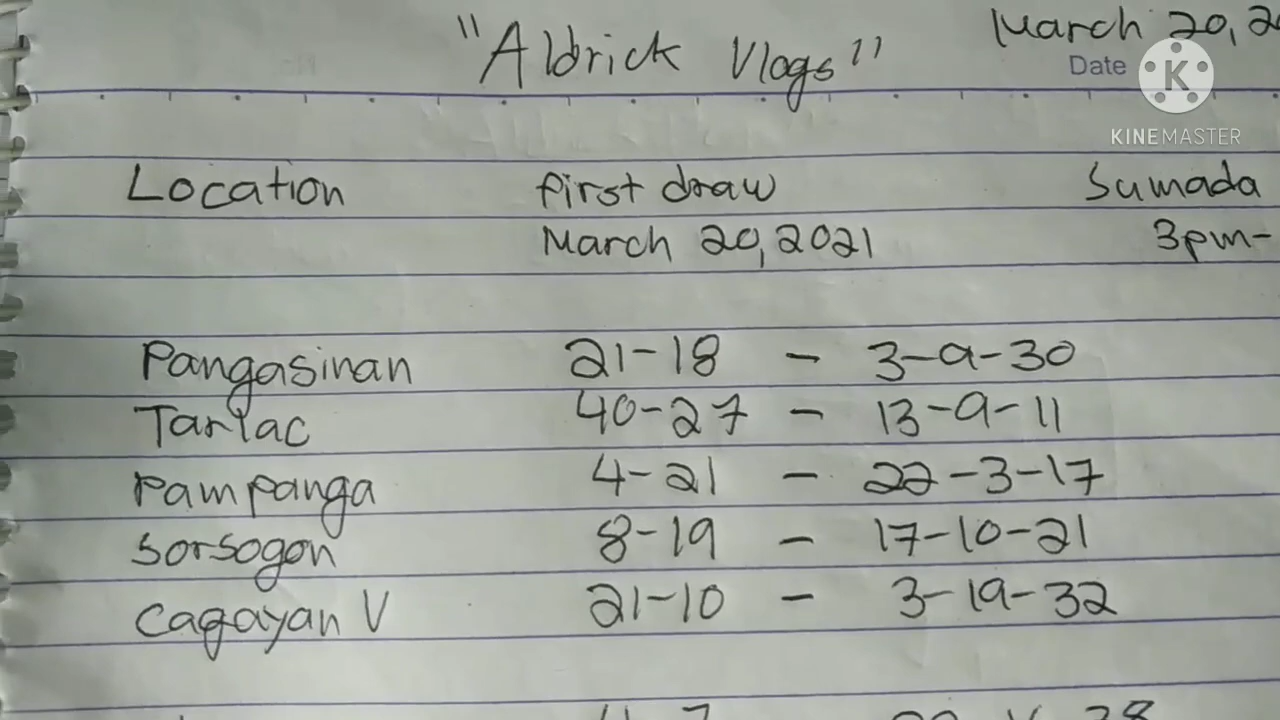 "Aldrick Vlogs" March 20, 20
Date
KINEMASTER
Location first draw Sumada
March 20, 2021 3pm-
Pangasinan 21-18 - 3-9-30
Tarlac 40-27 - 13-9-11
Pampanga 4-21 - 22-3-17
Sorsogon 8-19 - 17-10-21
Cagayan V 21-10 - 3-19-32